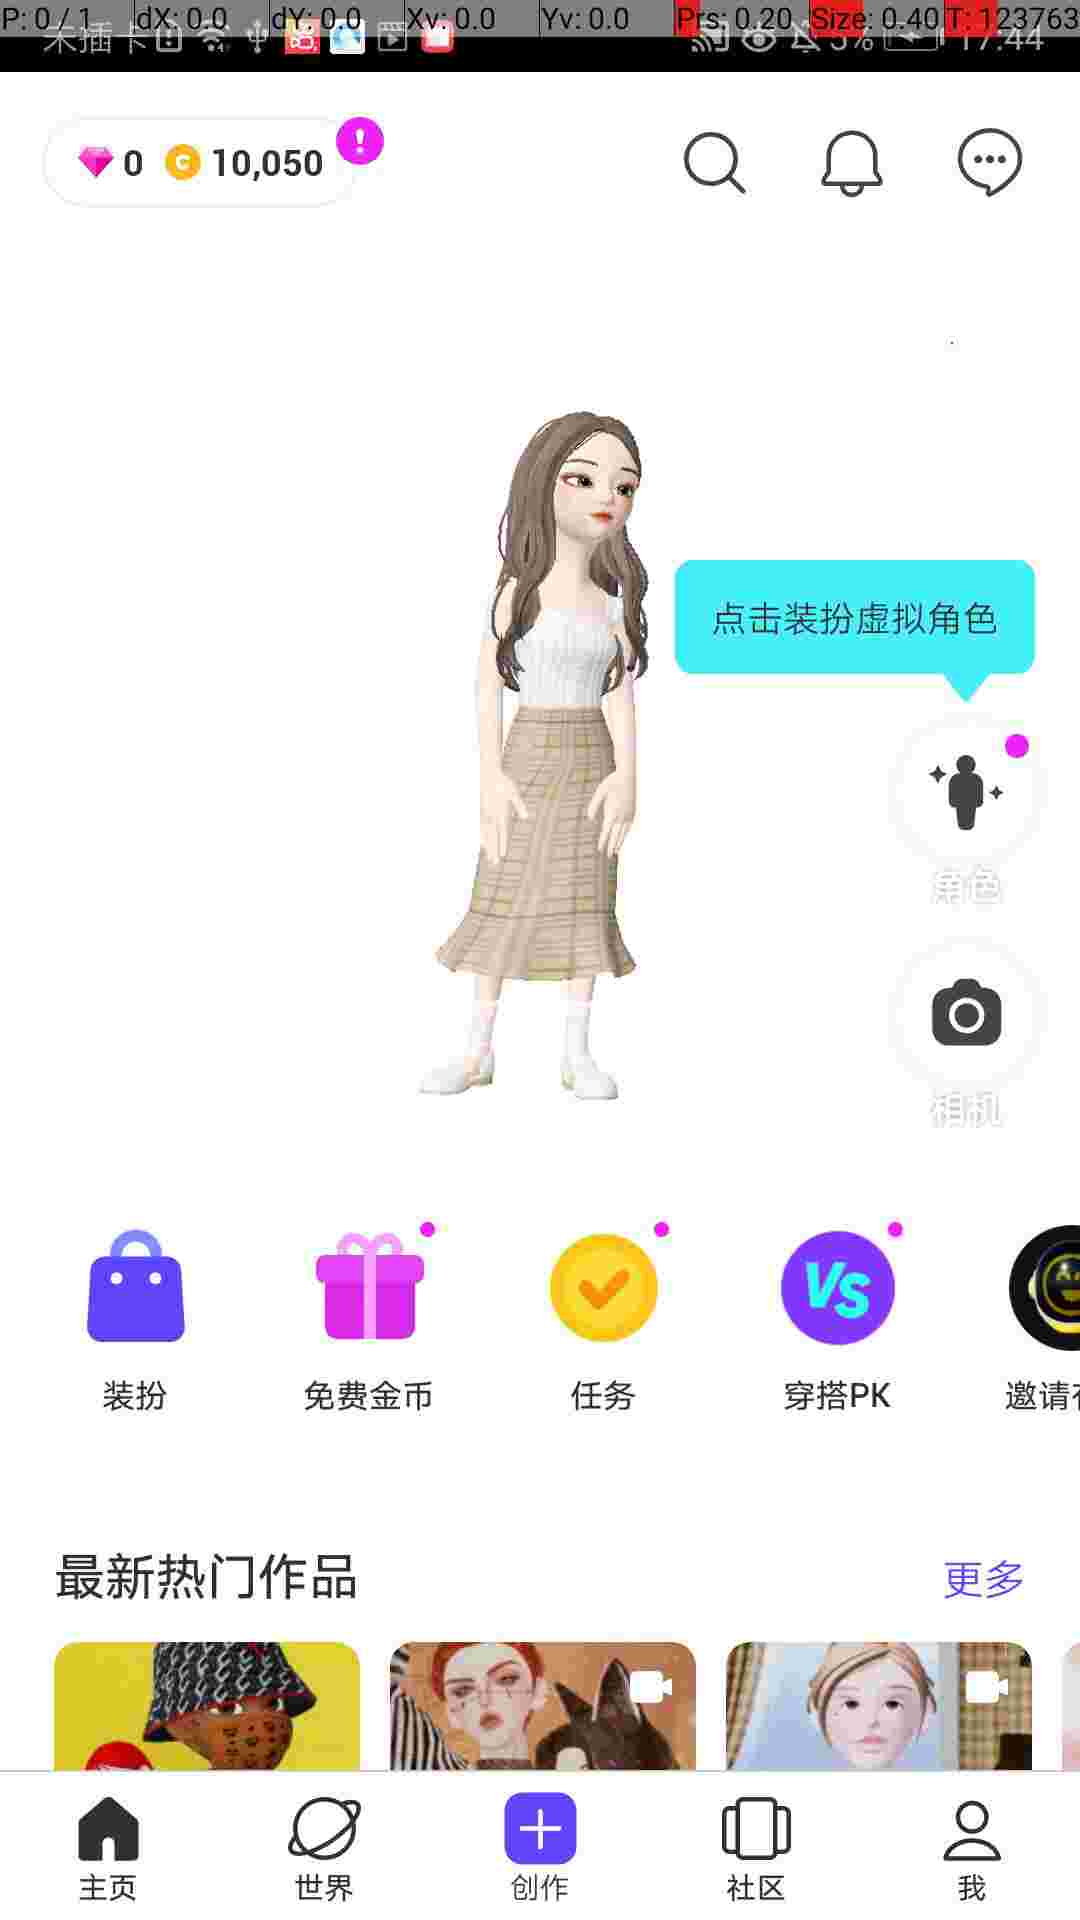 P: 0 / 1 dX: 0.0 dY: 0.0 Xv: 0.0 Yv: 0.0 Prs: 0.20 Size: 0.40 T: 123763
未插卡 5% 17:44
0 C 10,050 !
点击装扮虚拟角色
角色
相机
VS
装扮 免费金币 任务 穿搭PK 邀请
最新热门作品 更多
主页 世界 创作 社区 我